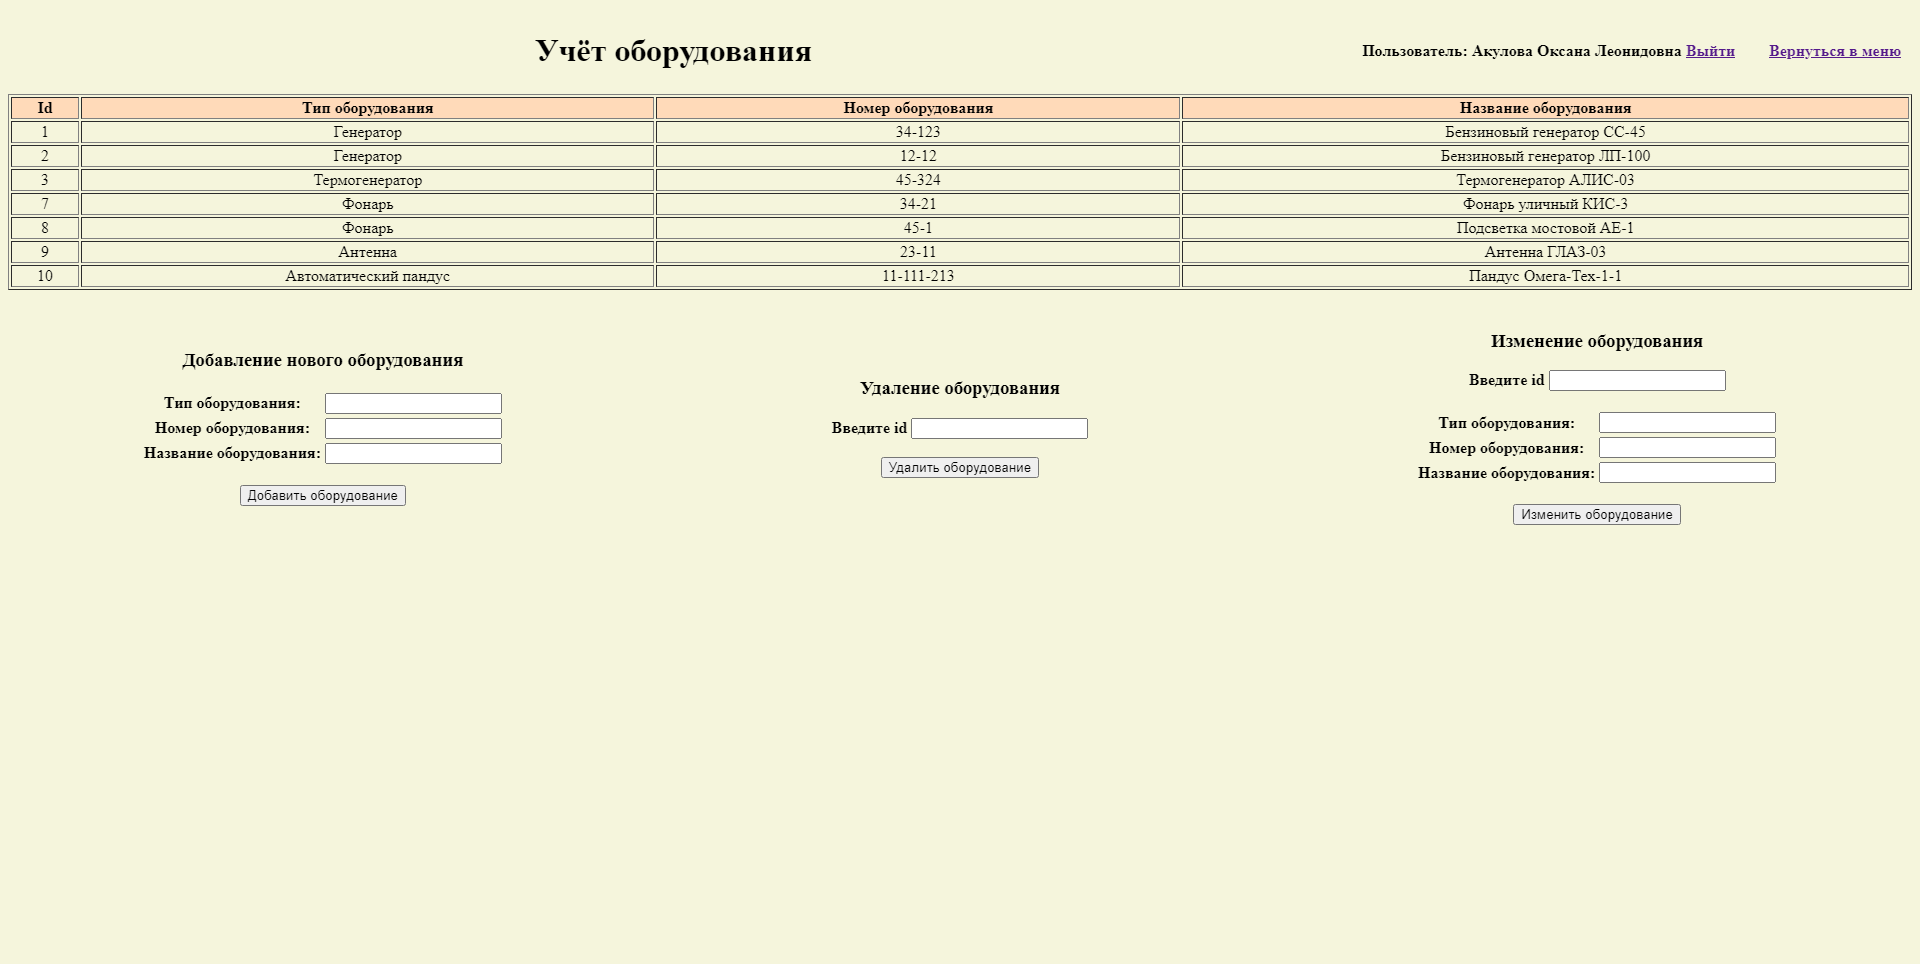 Учёт оборудования
Пользователь: Акулова Оксана Леонидовна Выйти Вернуться в меню
Id Тип оборудования Номер оборудования Название оборудования
1 Генератор 34-123 Бензиновый генератор СС-45
2 Генератор 12-12 Бензиновый генератор ЛП-100
3 Термогенератор 45-324 Термогенератор АЛИС-03
7 Фонарь 34-21 Фонарь уличный КИС-3
8 Фонарь 45-1 Подсветка мостовой АЕ-1
9 Антенна 23-11 Антенна ГЛАЗ-03
10 Автоматический пандус 11-111-213 Пандус Омега-Тех-1-1
Добавление нового оборудования
Тип оборудования:
Номер оборудования:
Название оборудования:
Добавить оборудование
Удаление оборудования
Введите id
Удалить оборудование
Изменение оборудования
Введите id
Тип оборудования:
Номер оборудования:
Название оборудования:
Изменить оборудование